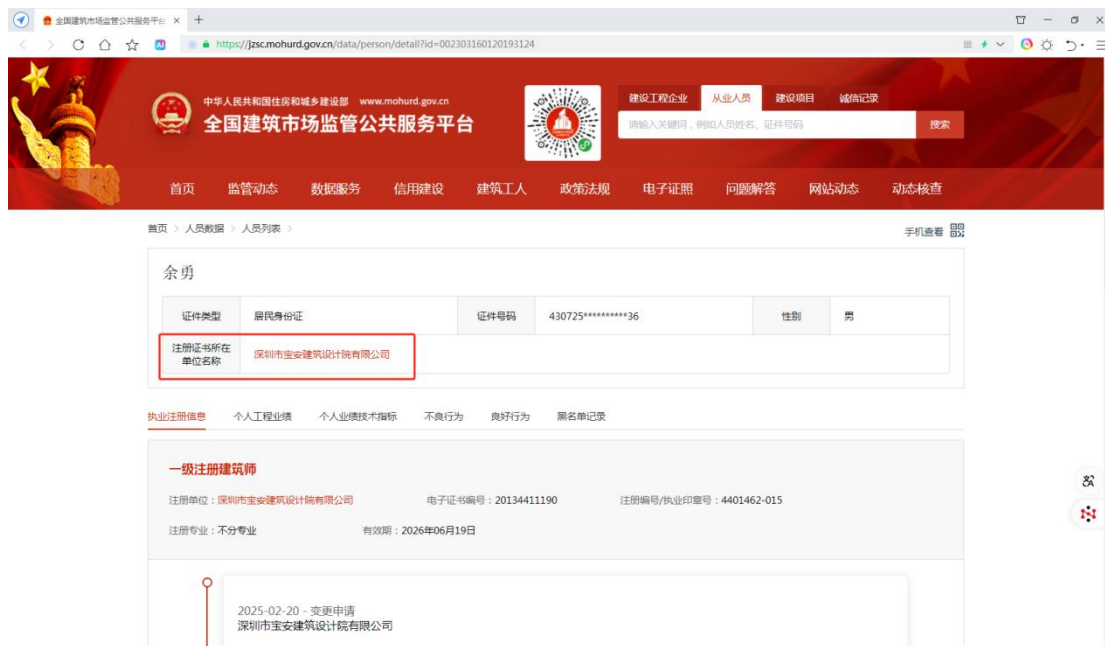 全国建筑市场监管公共服务平台
https://jzsc.mohurd.gov.cn/data/person/detail?id=002303160120193124
中华人民共和国住房和城乡建设部 www.mohurd.gov.cn
全国建筑市场监管公共服务平台
建设工程企业 从业人员 建设项目 诚信记录
请输入关键词，例如人员姓名、证件号码 搜索
首页 监管动态 数据服务 信用建设 建筑工人 政策法规 电子证照 问题解答 网站动态 动态核查
首页 > 人员数据 > 人员列表 >
手机查看
余勇
证件类型 居民身份证 证件号码 430725**********36 性别 男
注册证书所在
单位名称
深圳市宝安建筑设计院有限公司
执业注册信息 个人工程业绩 个人业绩技术指标 不良行为 良好行为 黑名单记录
一级注册建筑师
注册单位：深圳市宝安建筑设计院有限公司 电子证书编号：20134411190 注册编号/执业印章号：4401462-015
注册专业：不分专业 有效期：2026年06月19日
2025-02-20 - 变更申请
深圳市宝安建筑设计院有限公司